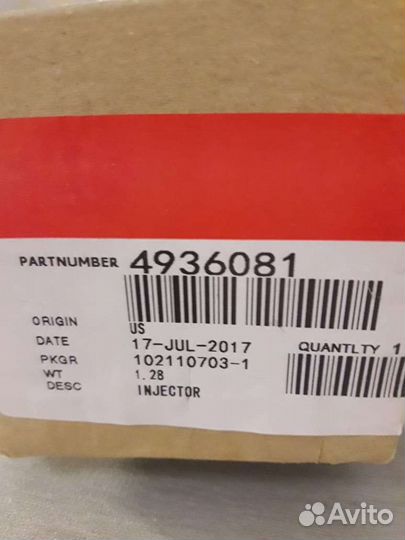 PARTNUMBER 4936081
ORIGIN US
DATE 17-JUL-2017 QUANTLTY 1
PKGR 102110703-1
WT 1.28
DESC INJECTOR
Avito